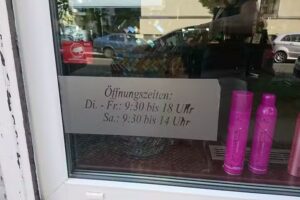 Öffnungszeiten:
Di. - Fr.: 9:30 bis 18 Uhr
Sa.: 9:30 bis 14 Uhr